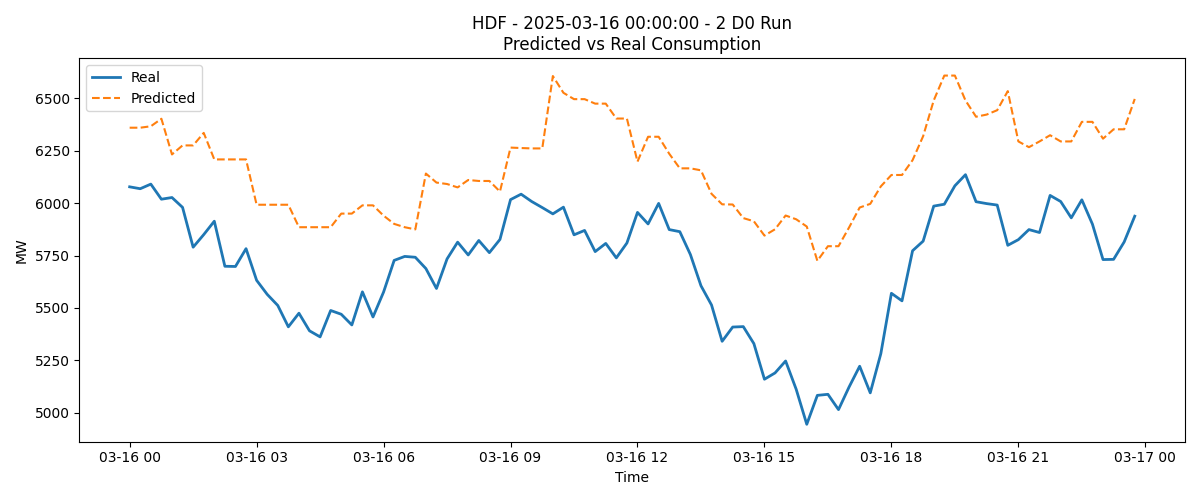 HDF - 2025-03-16 00:00:00 - 2 D0 Run
Predicted vs Real Consumption
Real
Predicted
MW
6500
6250
6000
5750
5500
5250
5000
03-16 00 03-16 03 03-16 06 03-16 09 03-16 12 03-16 15 03-16 18 03-16 21 03-17 00
Time